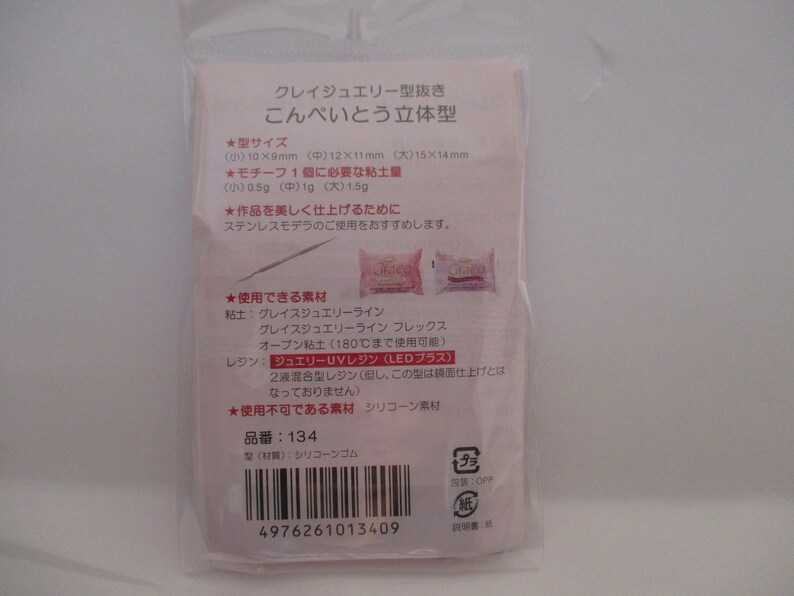 クレイジュエリー型抜き
こんぺいとう立体型
★型サイズ
(小)10×9mm (中)12×11mm (大)15×14mm
★モチーフ1個に必要な粘土量
(小)0.5g (中)1g (大)1.5g
★作品を美しく仕上げるために
ステンレスモデラのご使用をおすすめします。
Grace Grace
★使用できる素材
粘土：グレイスジュエリーライン
グレイスジュエリーライン フレックス
オーブン粘土(180℃まで使用可能)
レジン：ジュエリーUVレジン(LEDプラス)
2液混合型レジン(但し、この型は鏡面仕上げとは
なっておりません)
★使用不可である素材 シリコーン素材
品番：134
型(材質)：シリコーンゴム
プラ
包装：OPP
紙
説明書：紙
4976261013409